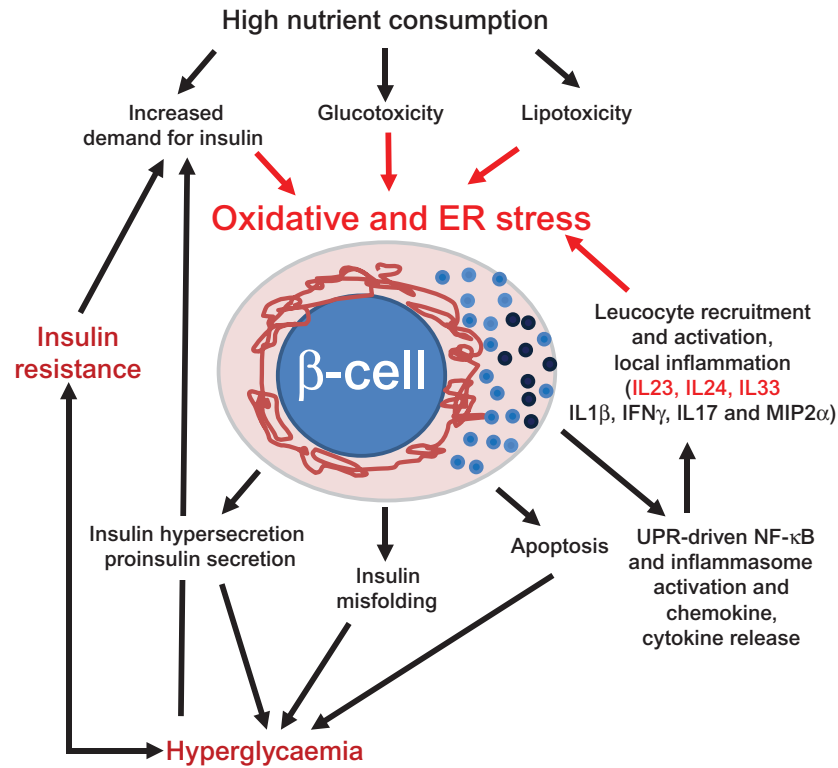 High nutrient consumption
Increased
demand for insulin
Glucotoxicity
Lipotoxicity
Oxidative and ER stress
Insulin
resistance
β-cell
Leucocyte recruitment
and activation,
local inflammation
(IL23, IL24, IL33
IL1β, IFNγ, IL17 and MIP2α)
Insulin hypersecretion
proinsulin secretion
Insulin
misfolding
Apoptosis
UPR-driven NF-κB
and inflammasome
activation and
chemokine,
cytokine release
Hyperglycaemia